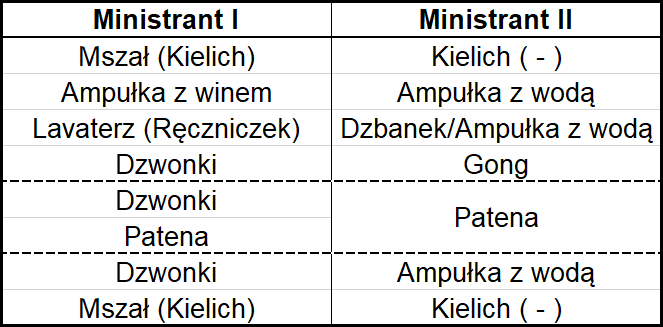 Ministrant I Ministrant II
Mszał (Kielich) Kielich ( - )
Ampułka z winem Ampułka z wodą
Lavaterz (Ręczniczek) Dzbanek/Ampułka z wodą
Dzwonki Gong
Dzwonki
Patena
Patena
Dzwonki Ampułka z wodą
Mszał (Kielich) Kielich ( - )